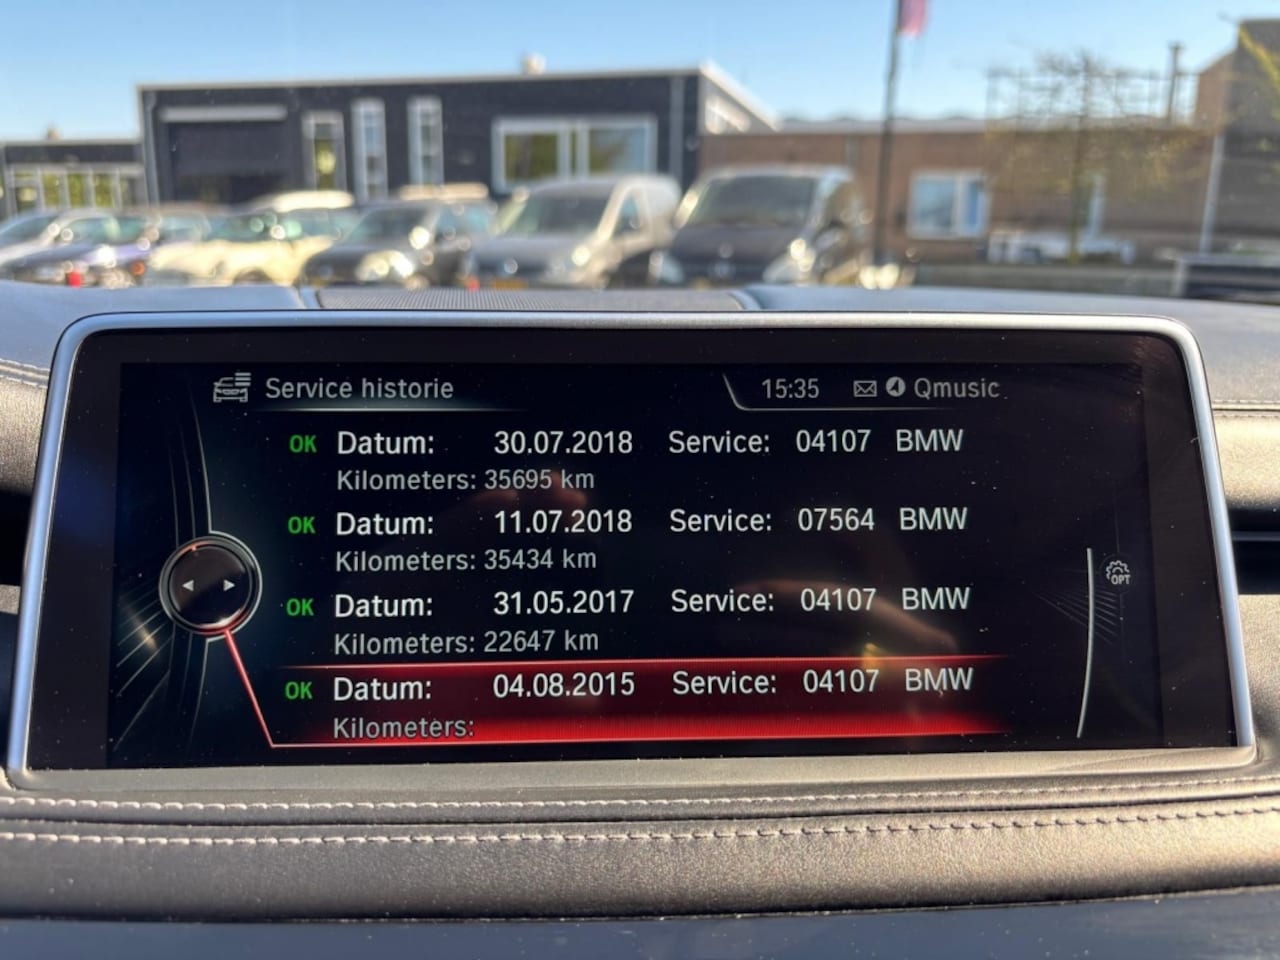 Service historie 15:35 Qmusic
OK Datum: 30.07.2018 Service: 04107 BMW
Kilometers: 35695 km
OK Datum: 11.07.2018 Service: 07564 BMW
Kilometers: 35434 km
OK Datum: 31.05.2017 Service: 04107 BMW
Kilometers: 22647 km
OPT
OK Datum: 04.08.2015 Service: 04107 BMW
Kilometers: